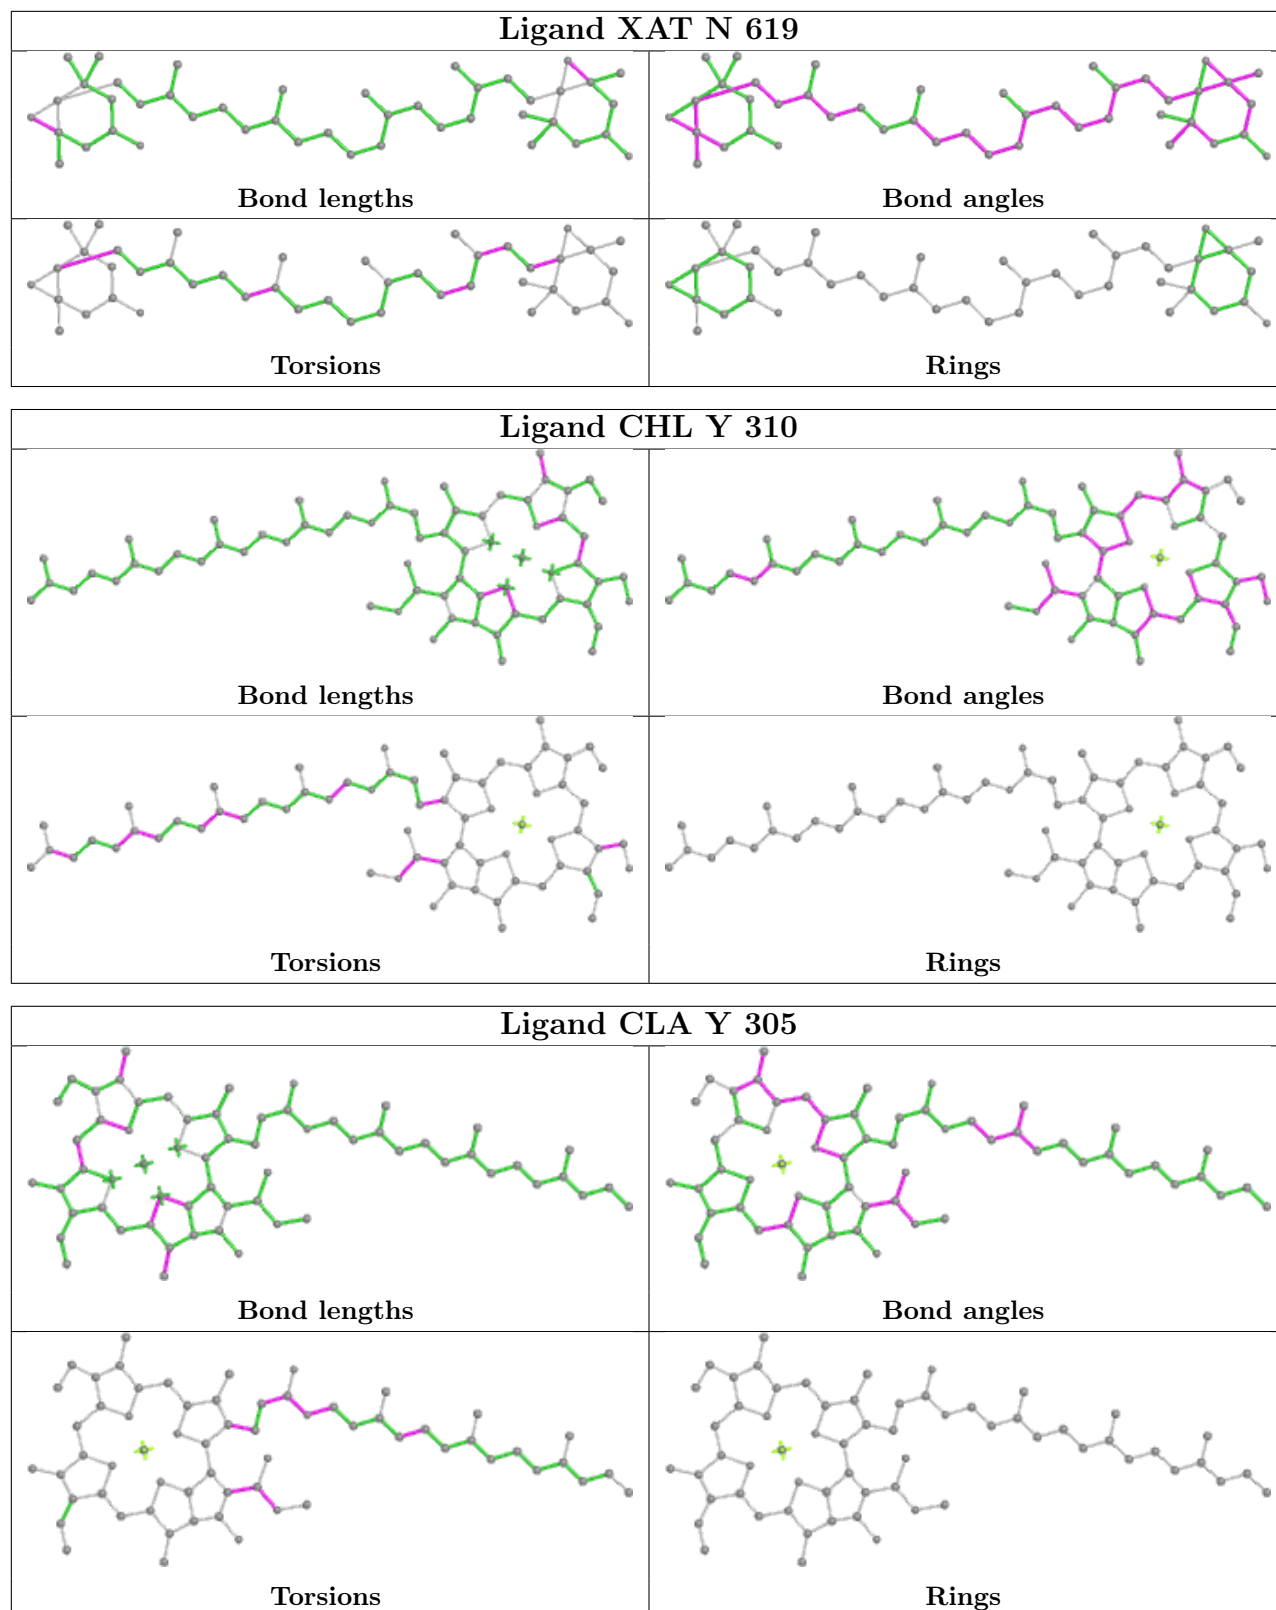 Ligand XAT N 619
Bond lengths
Bond angles
Torsions
Rings
Ligand CHL Y 310
Bond lengths
Bond angles
Torsions
Rings
Ligand CLA Y 305
Bond lengths
Bond angles
Torsions
Rings